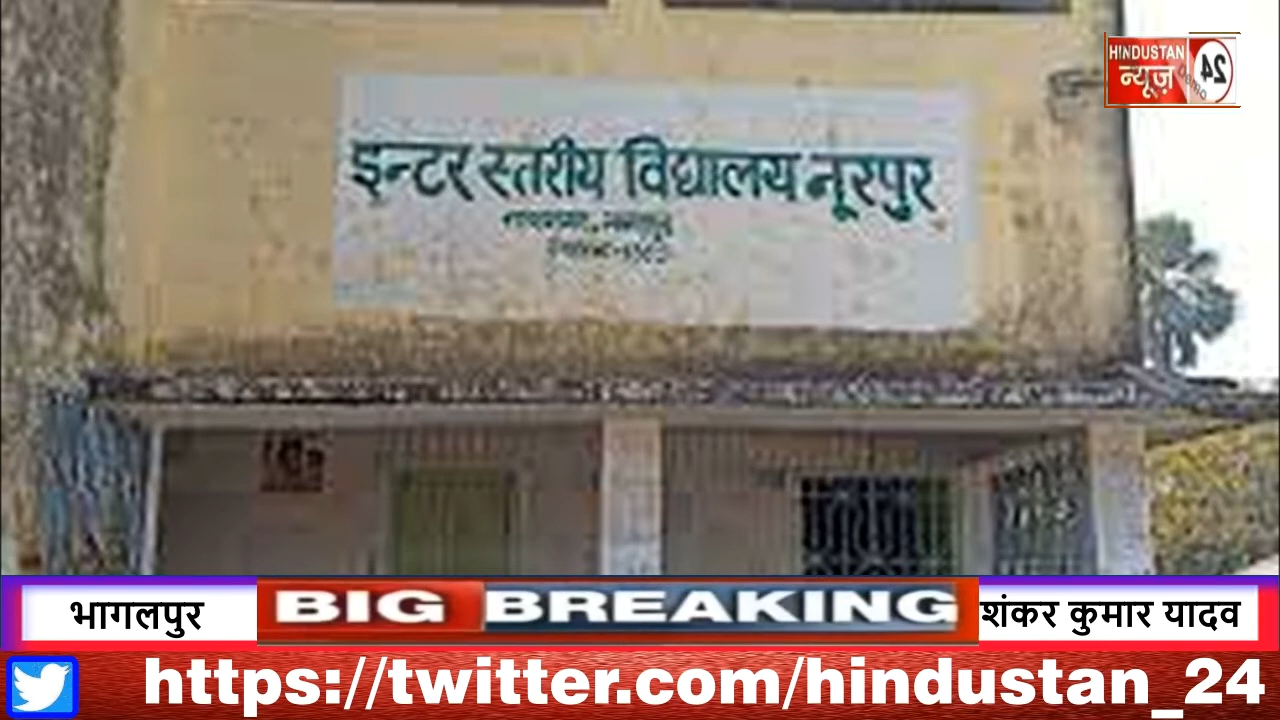 HINDUSTAN
न्यूज़
24
इन्टर स्तरीय विद्यालय नूरपुर
भागलपुर
BIG BREAKING
शंकर कुमार यादव
https://twitter.com/hindustan_24